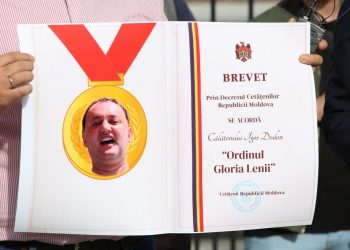 BREVET
Prin Decretul Cetățenilor
Republicii Moldova
SE ACORDĂ
Călătorului Igor Dodon
"Ordinul
Gloria Lenii"
Cetățenii Republicii Moldova